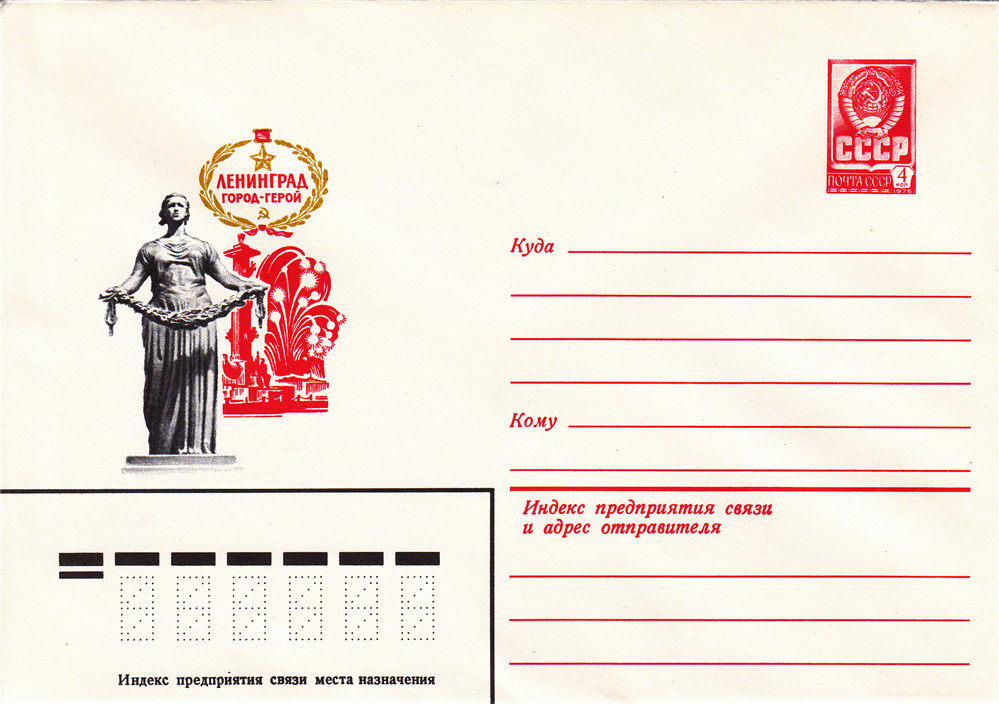 ЛЕНИНГРАД
ГОРОД-ГЕРОЙ
СССР
ПОЧТА СССР
4
КОП
1976
Куда
Кому
Индекс предприятия связи
и адрес отправителя
Индекс предприятия связи места назначения